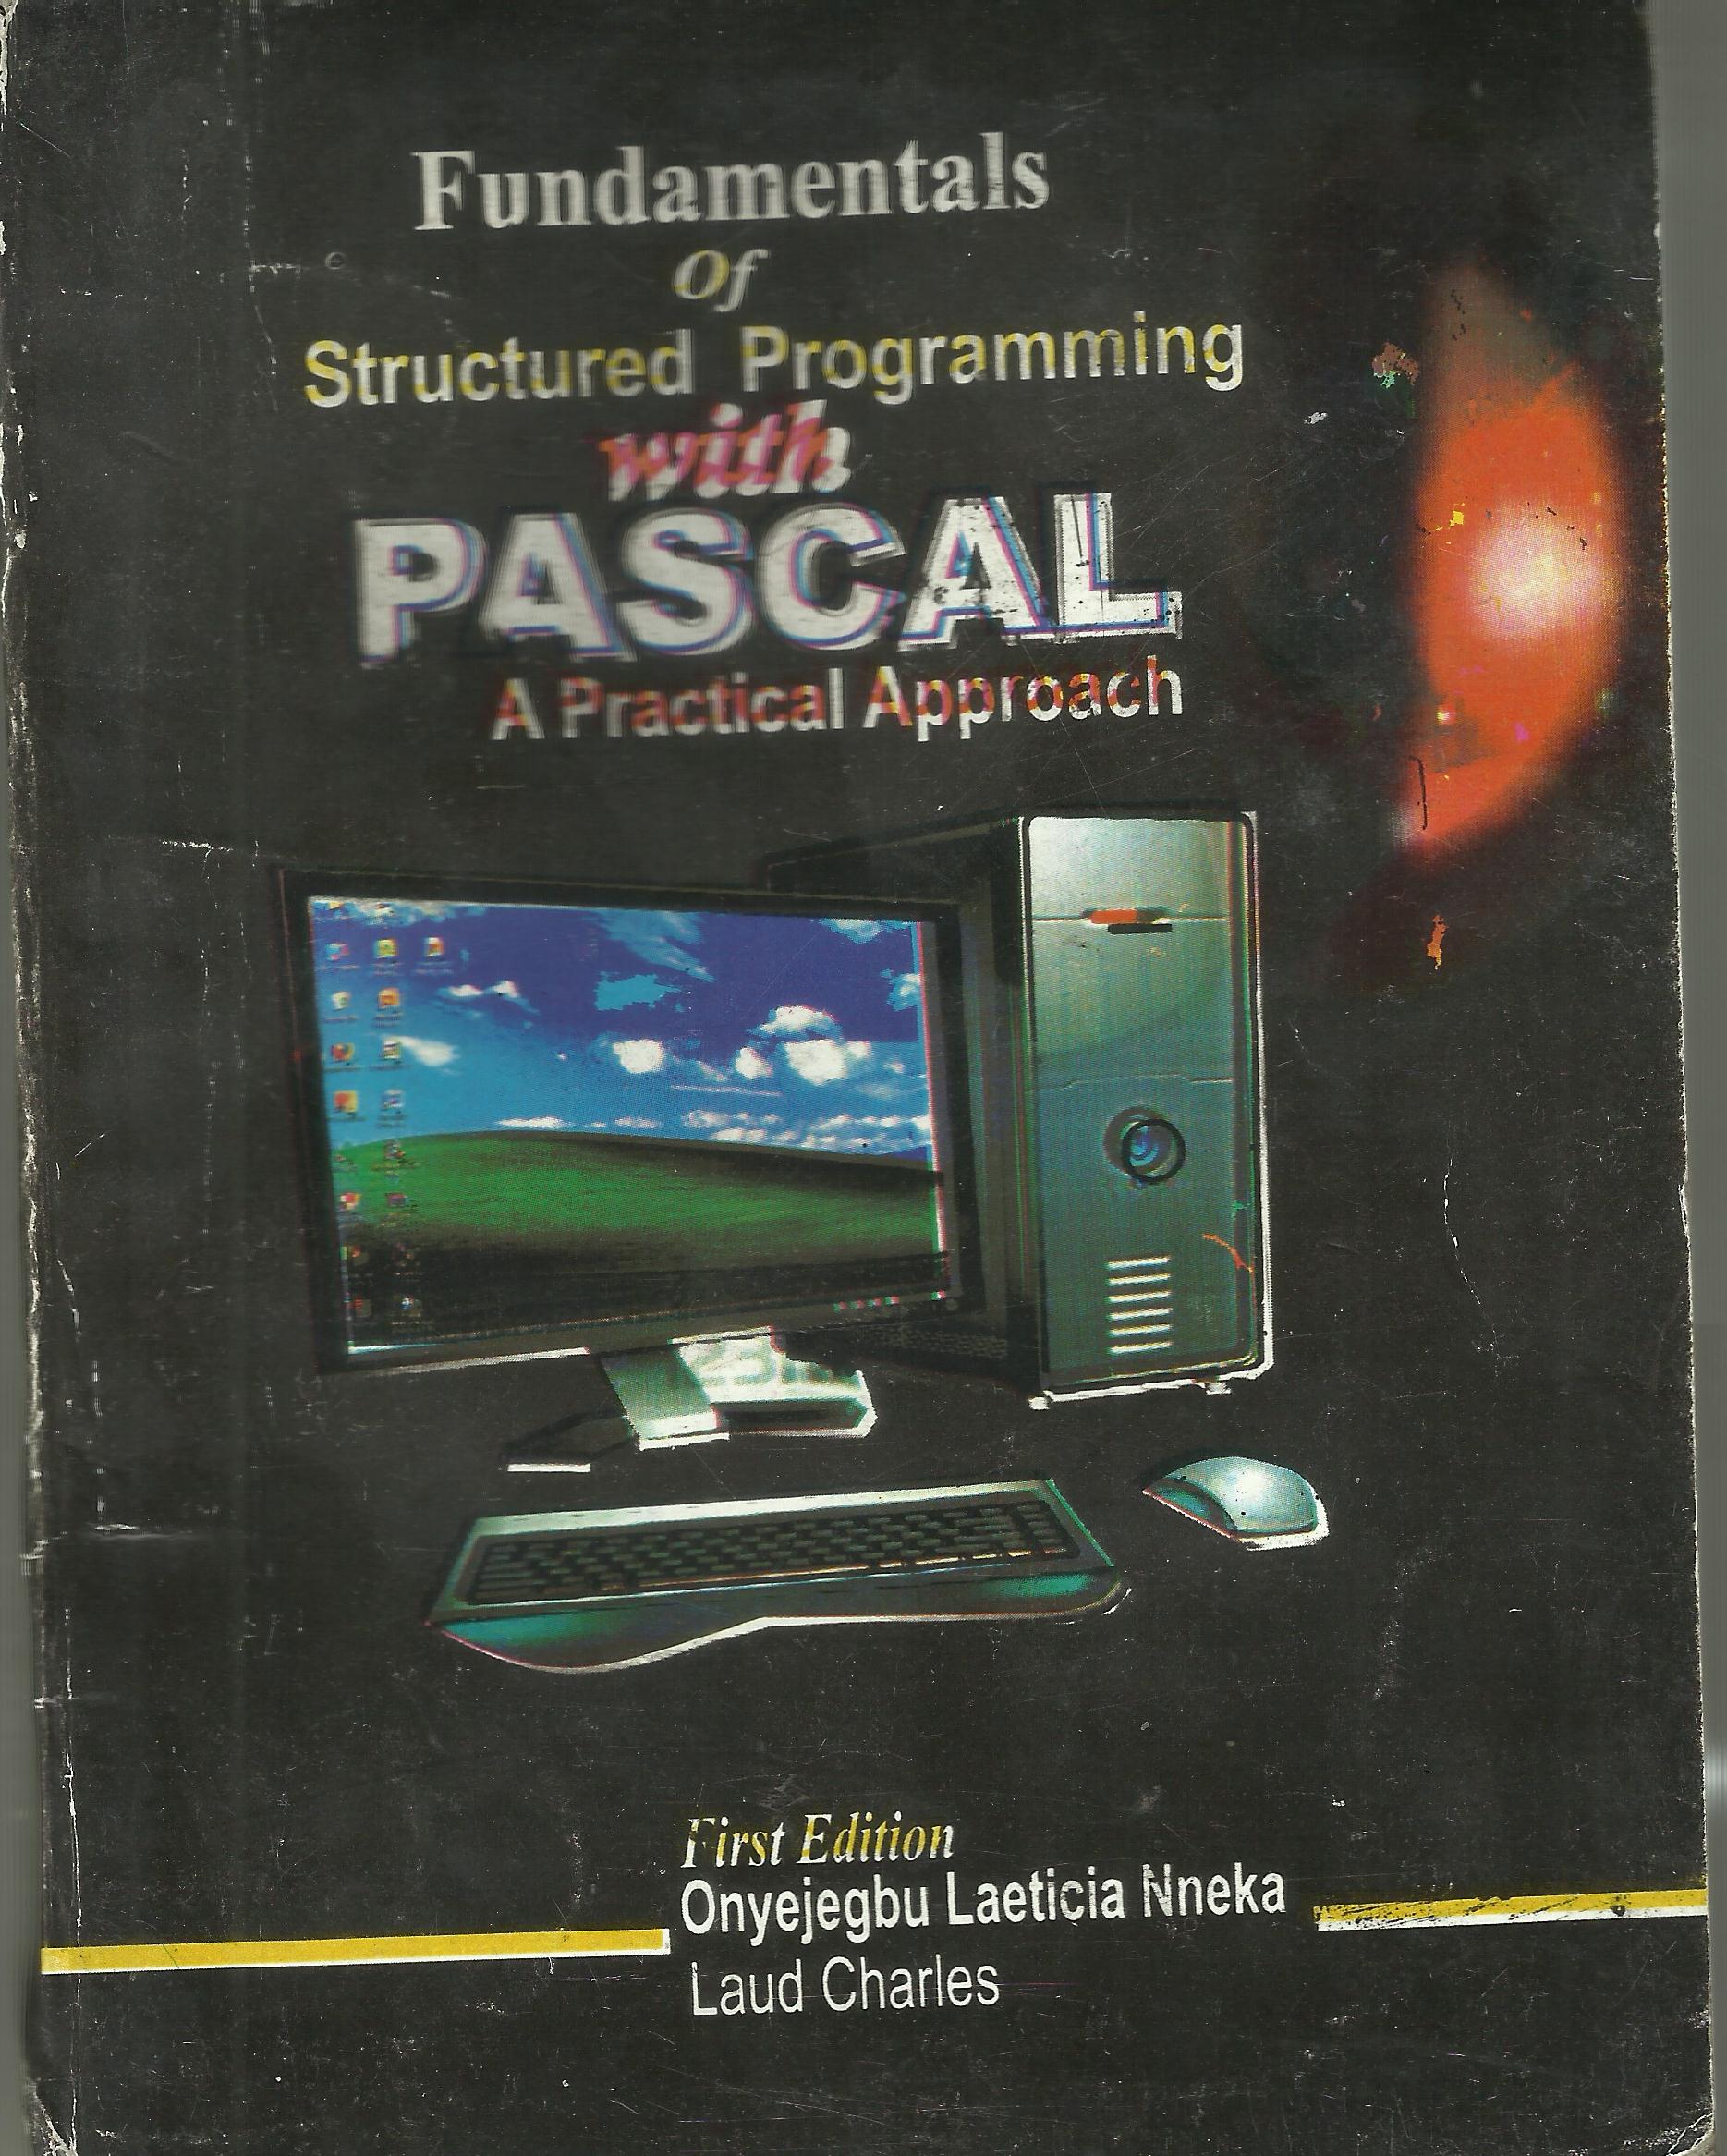 Fundamentals
Of
Structured Programming
with
PASCAL
A Practical Approach
First Edition
Onyejegbu Laeticia Nneka
Laud Charles